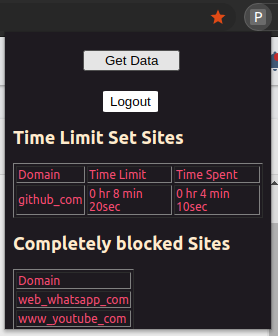 P
Get Data
Logout
Time Limit Set Sites
Domain Time Limit Time Spent
github_com 0 hr 8 min 20sec 0 hr 4 min 10sec
Completely blocked Sites
Domain
web_whatsapp_com
www_youtube_com